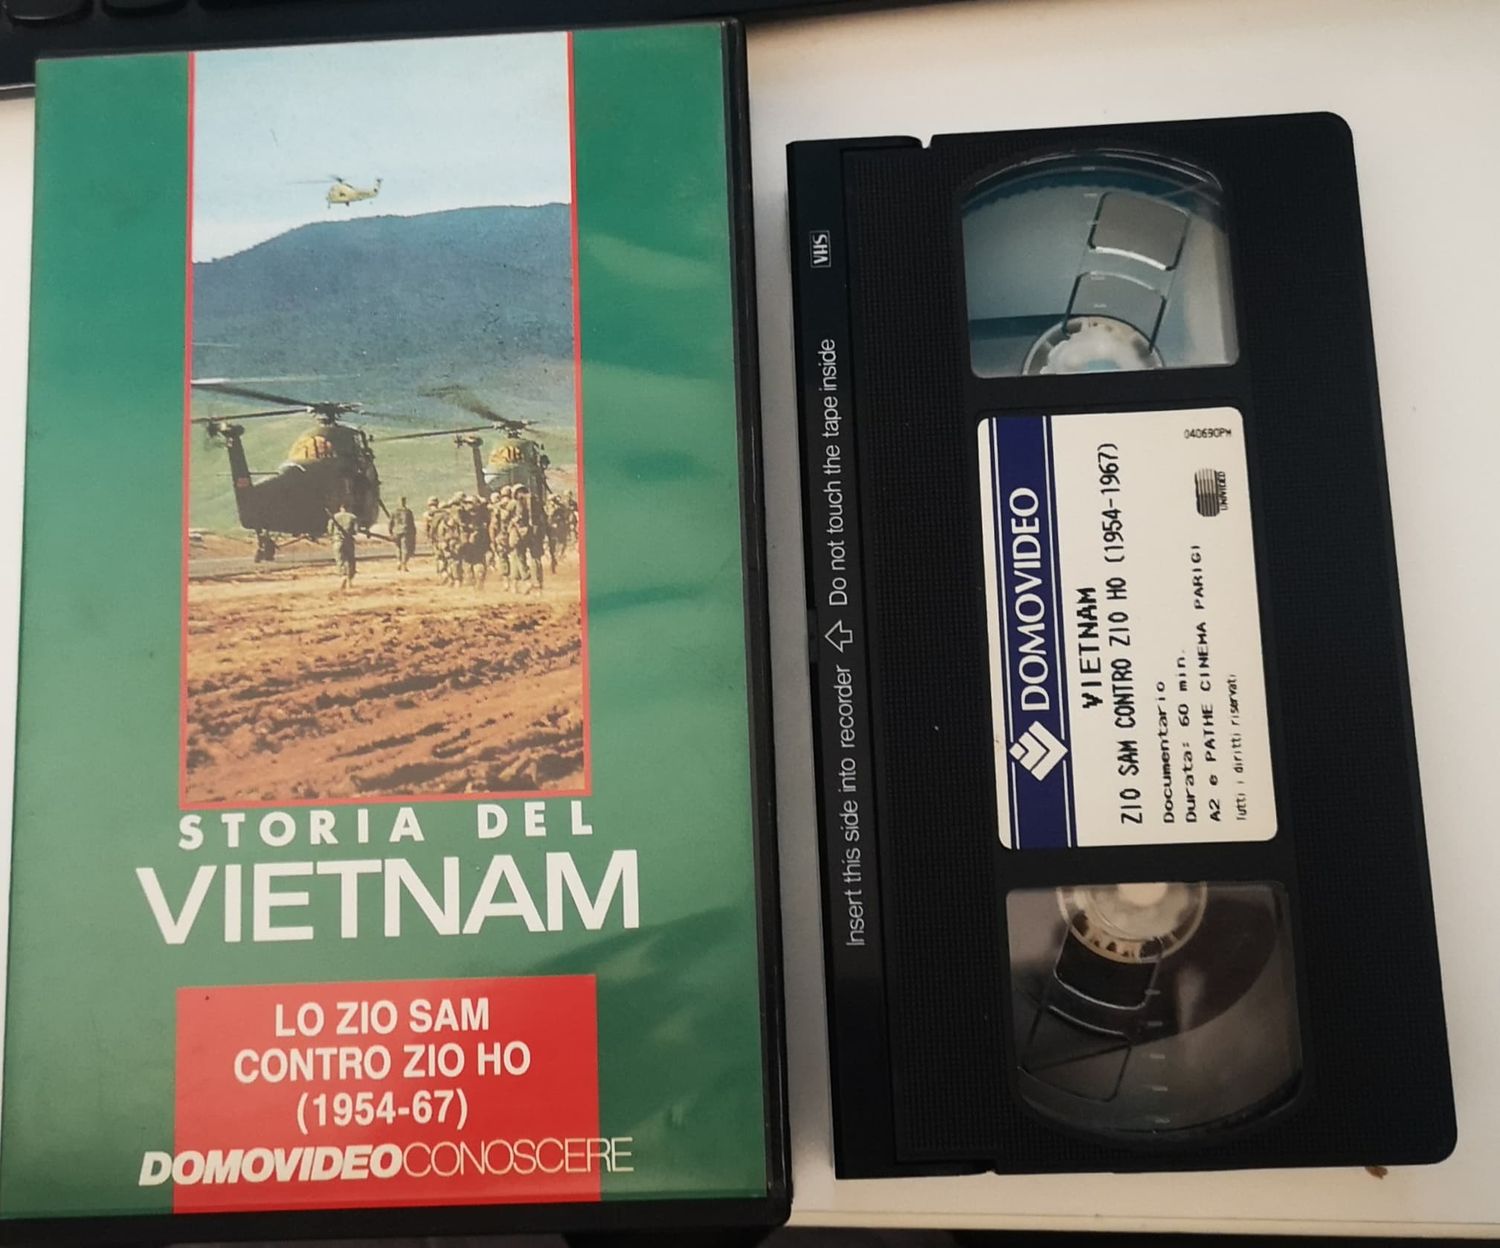 STORIA DEL
VIETNAM
LO ZIO SAM
CONTRO ZIO HO
(1954-67)
DOMOVIDEOCONOSCERE
VHS
Insert this side into recorder ⇧ Do not touch the tape inside
DOMOVIDEO
VIETNAM
ZIO SAM CONTRO ZIO HO (1954-1967)
Documentario
Durata: 60 min.
A2 e PATHE CINEMA PARIGI
Tutti i diritti riservati
040690PM
UNIVIDEO